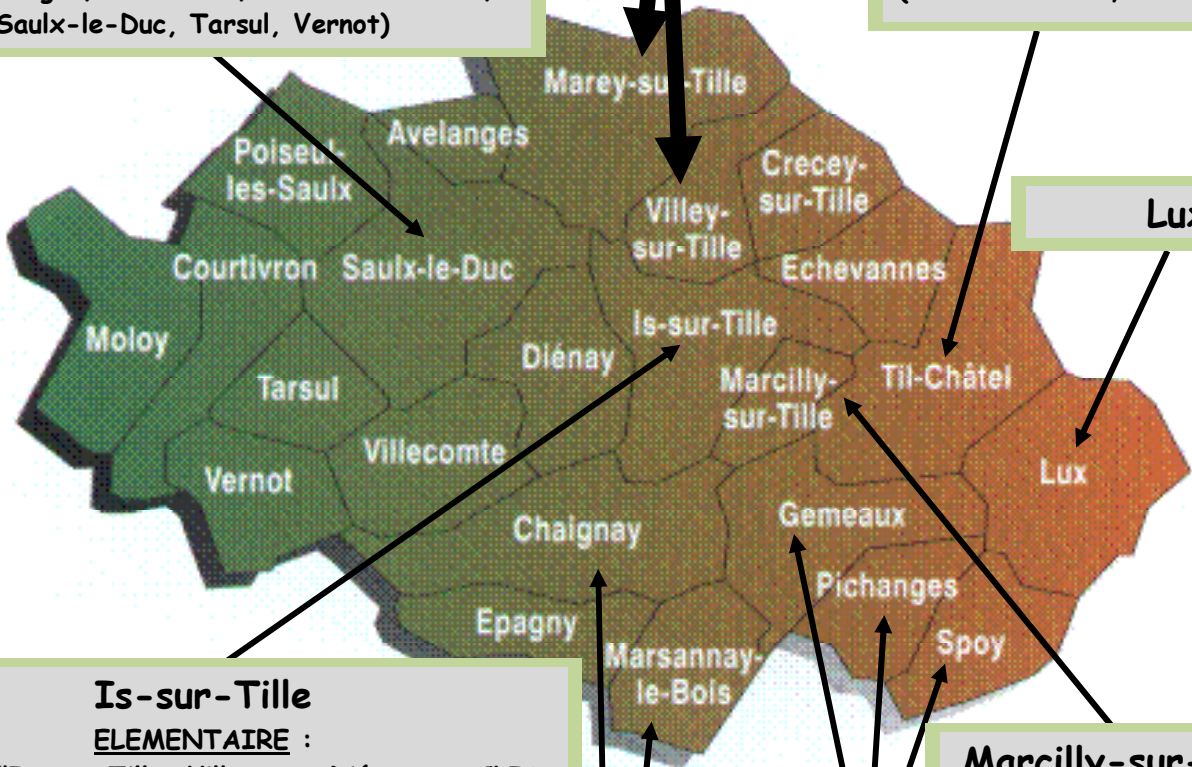 Saulx-le-Duc, Tarsul, Vernot)
Marey-sur-Tille
Avelanges
Poiseul-
les-Saulx
Crecey-
sur-Tille
Villey-
sur-Tille
Lux
Courtivron
Saulx-le-Duc
Echevannes
Moloy
Is-sur-Tille
Diénay
Marcilly-
sur-Tille
Til-Châtel
Tarsul
Villecomte
Vernot
Lux
Chaignay
Gemeaux
Pichanges
Epagny
Spoy
Marsannay-
le-Bois
Is-sur-Tille
ELEMENTAIRE :
Marcilly-sur-